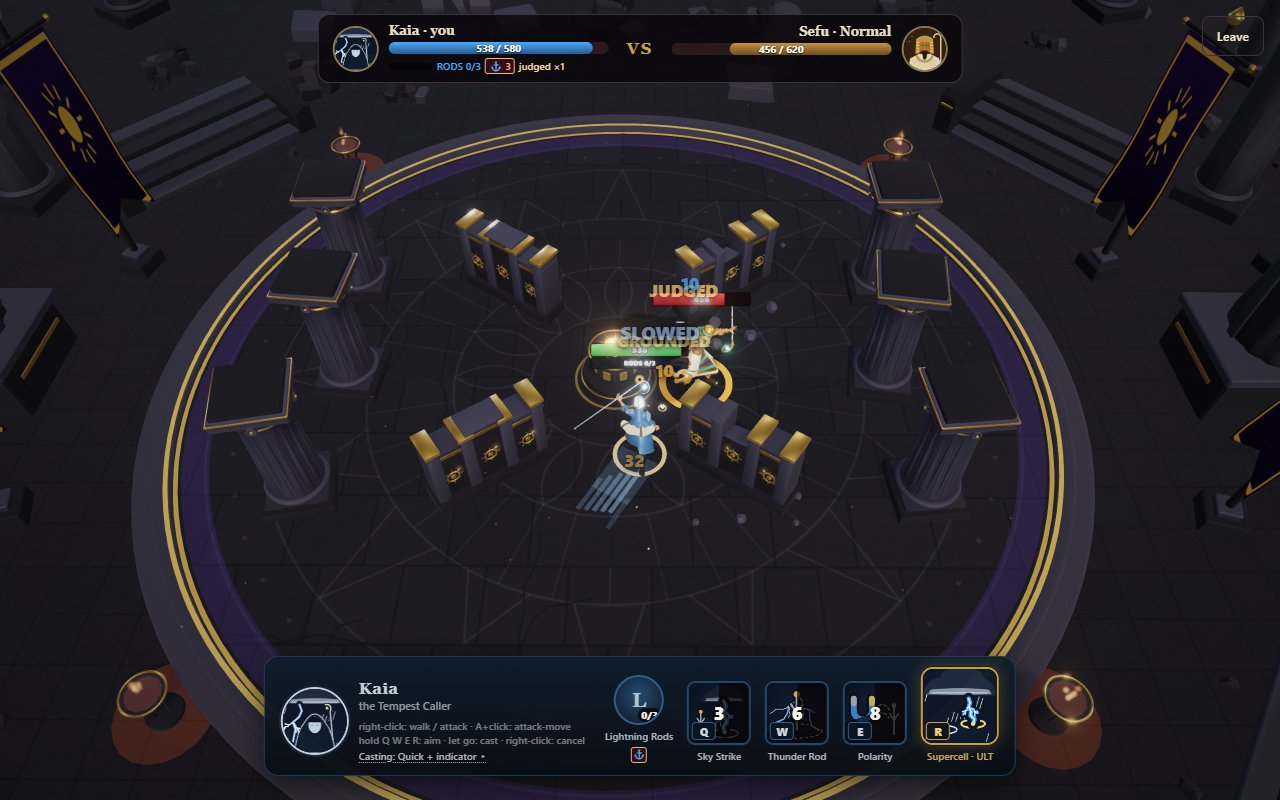 Kaia · you
538 / 580
RODS 0/3 3 judged ×1
VS
Sefu · Normal
456 / 620
Leave
10
JUDGED
SLOWED
GROUNDED
RODS 0/3
10
32
Kaia
the Tempest Caller
right-click: walk / attack · A+click: attack-move
hold Q W E R: aim · let go: cast · right-click: cancel
Casting: Quick + indicator
L
Lightning Rods
3
Q
Sky Strike
6
W
Thunder Rod
8
E
Polarity
R
Supercell · ULT